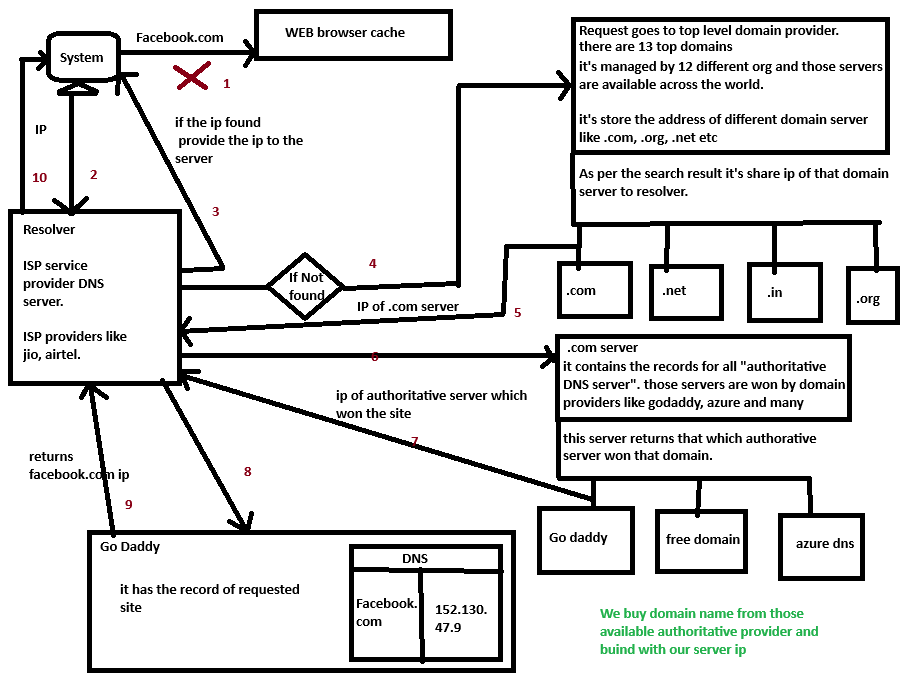 System
Facebook.com
WEB browser cache
1
if the ip found
provide the ip to the
server
IP
10
2
3
Request goes to top level domain provider.
there are 13 top domains
it's managed by 12 different org and those servers
are available across the world.
it's store the address of different domain server
like .com, .org, .net etc
As per the search result it's share ip of that domain
server to resolver.
.com
.net
.in
.org
Resolver
ISP service
provider DNS
server.
ISP providers like
jio, airtel.
If Not
found
4
IP of .com server
5
6
.com server
it contains the records for all "authoritative
DNS server". those servers are won by domain
providers like godaddy, azure and many
this server returns that which authorative
server won that domain.
ip of authoritative server which
won the site
7
Go daddy
free domain
azure dns
returns
facebook.com ip
8
9
Go Daddy
it has the record of requested
site
DNS
Facebook.
com
152.130.
47.9
We buy domain name from those
available authoritative provider and
buind with our server ip